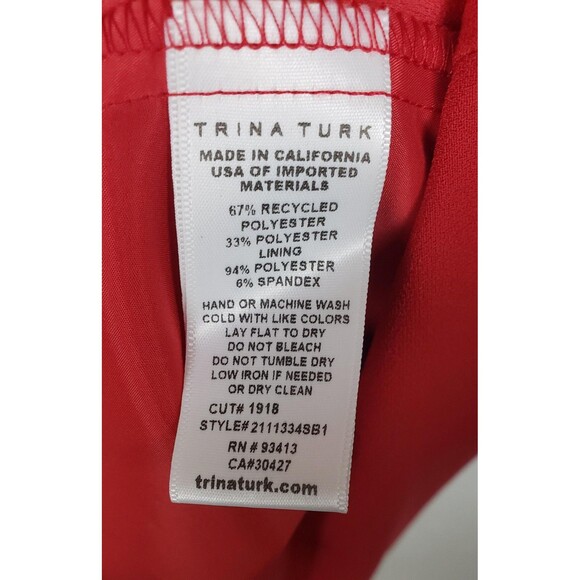 TRINA TURK
MADE IN CALIFORNIA
USA OF IMPORTED
MATERIALS
67% RECYCLED
POLYESTER
33% POLYESTER
LINING
94% POLYESTER
6% SPANDEX
HAND OR MACHINE WASH
COLD WITH LIKE COLORS
LAY FLAT TO DRY
DO NOT BLEACH
DO NOT TUMBLE DRY
LOW IRON IF NEEDED
OR DRY CLEAN
CUT# 1918
STYLE#2111334SB1
RN # 93413
CA#30427
trinaturk.com